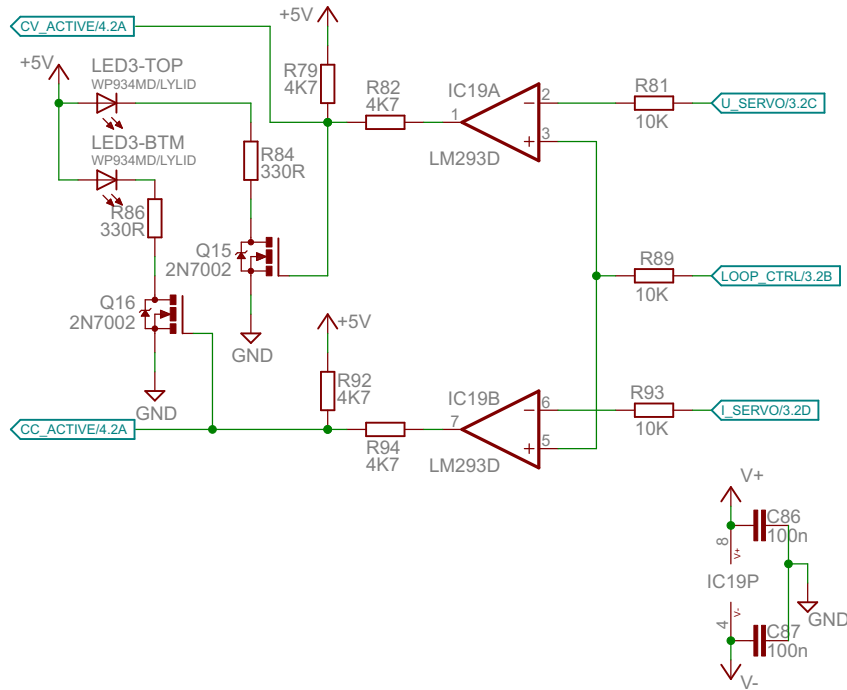 CV_ACTIVE/4.2A
+5V
+5V
LED3-TOP
WP934MD/LYLID
R79
4K7
R82
4K7
IC19A
1
2
3
LM293D
R81
10K
U_SERVO/3.2C
LED3-BTM
WP934MD/LYLID
R84
330R
R86
330R
Q15
2N7002
R89
10K
LOOP_CTRL/3.2B
Q16
2N7002
GND
+5V
GND
R92
4K7
IC19B
7
6
5
LM293D
R93
10K
I_SERVO/3.2D
CC_ACTIVE/4.2A
R94
4K7
V+
C86
100n
8
V+
IC19P
GND
4
V-
C87
100n
V-